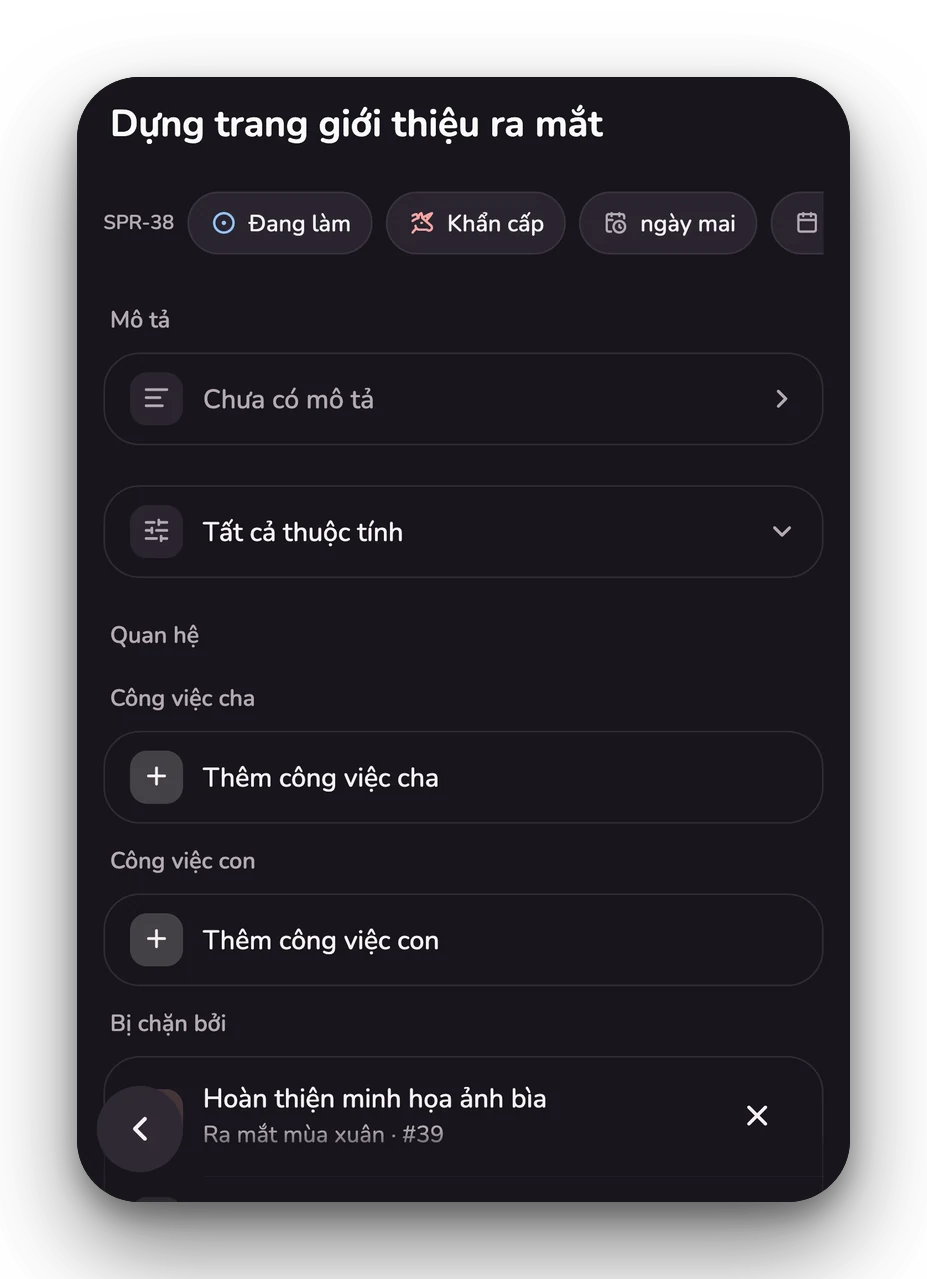 Dựng trang giới thiệu ra mắt
SPR-38 Đang làm Khẩn cấp ngày mai
Mô tả
Chưa có mô tả
Tất cả thuộc tính
Quan hệ
Công việc cha
Thêm công việc cha
Công việc con
Thêm công việc con
Bị chặn bởi
Hoàn thiện minh họa ảnh bìa
Ra mắt mùa xuân · #39